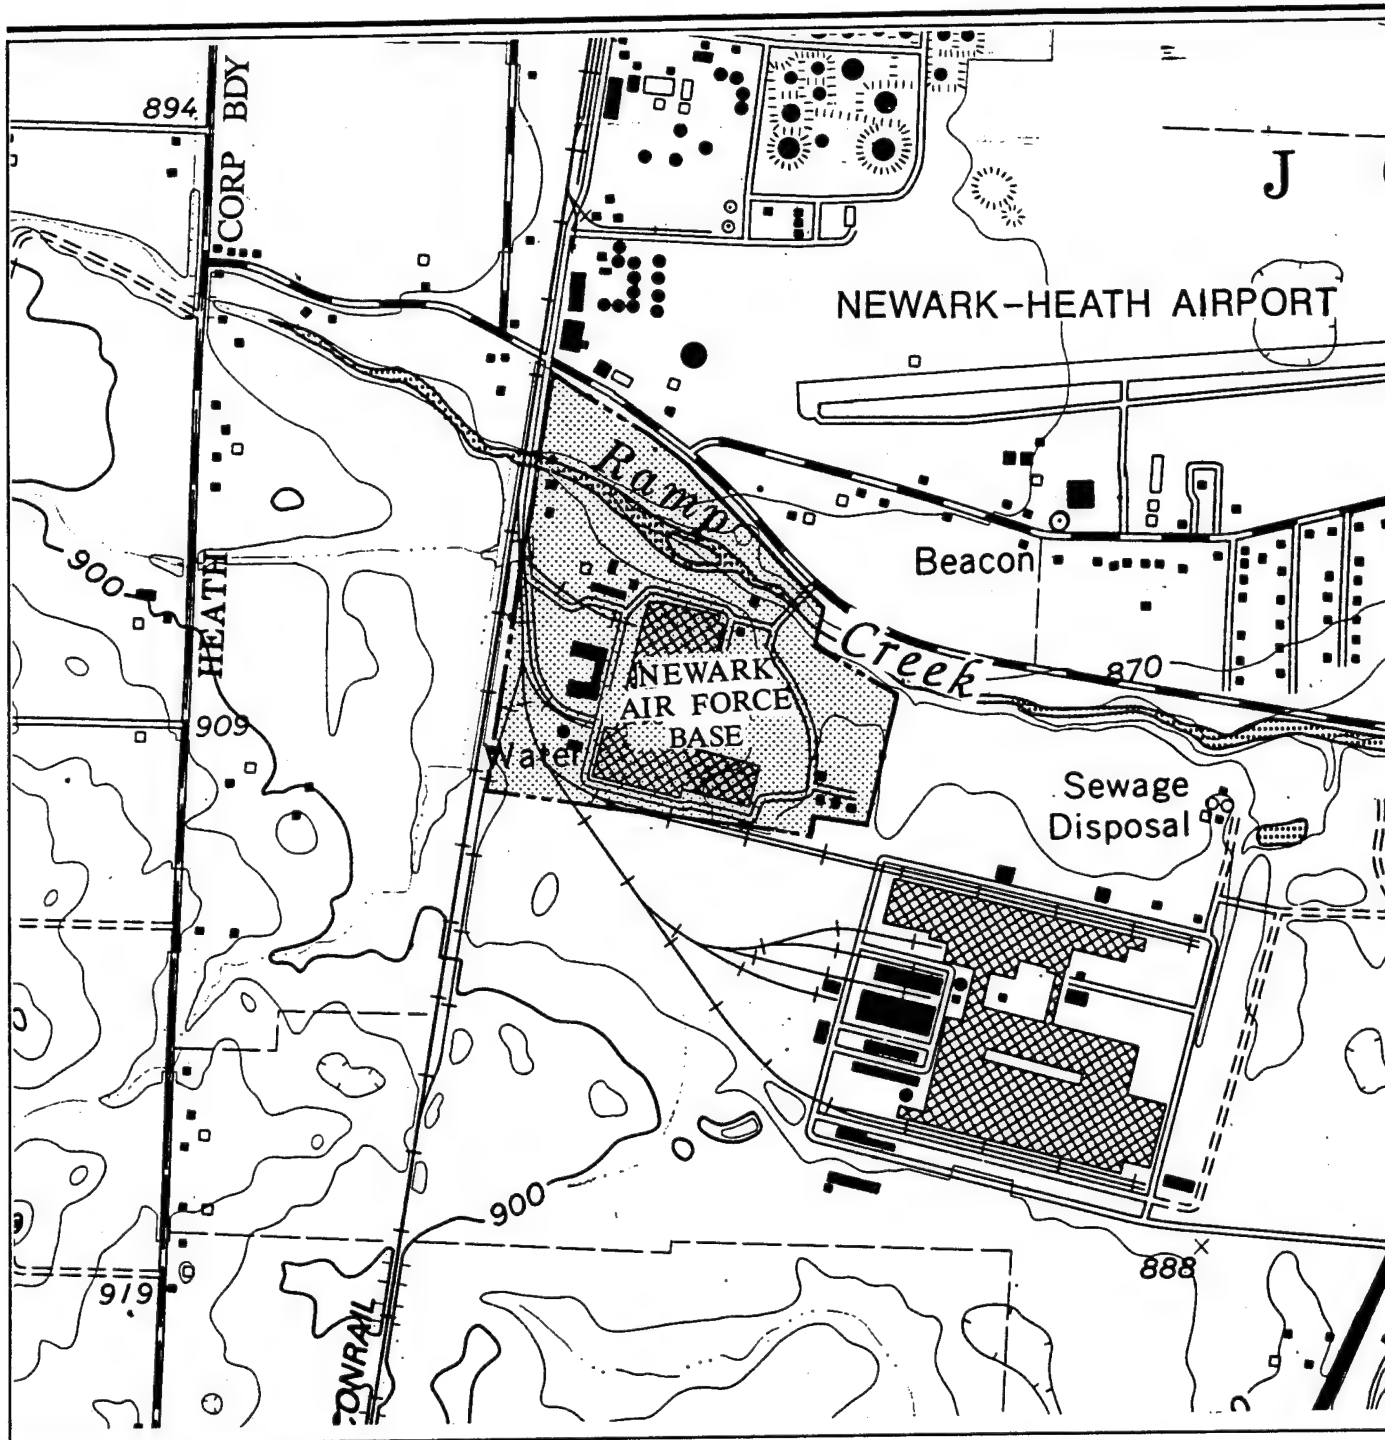 894
CORP BDY
J
NEWARK-HEATH AIRPORT
Ramp
Beacon
900
HEATH
Creek
870
NEWARK
AIR FORCE
BASE
909
Water
Sewage
Disposal
900
888
919
CONRAIL